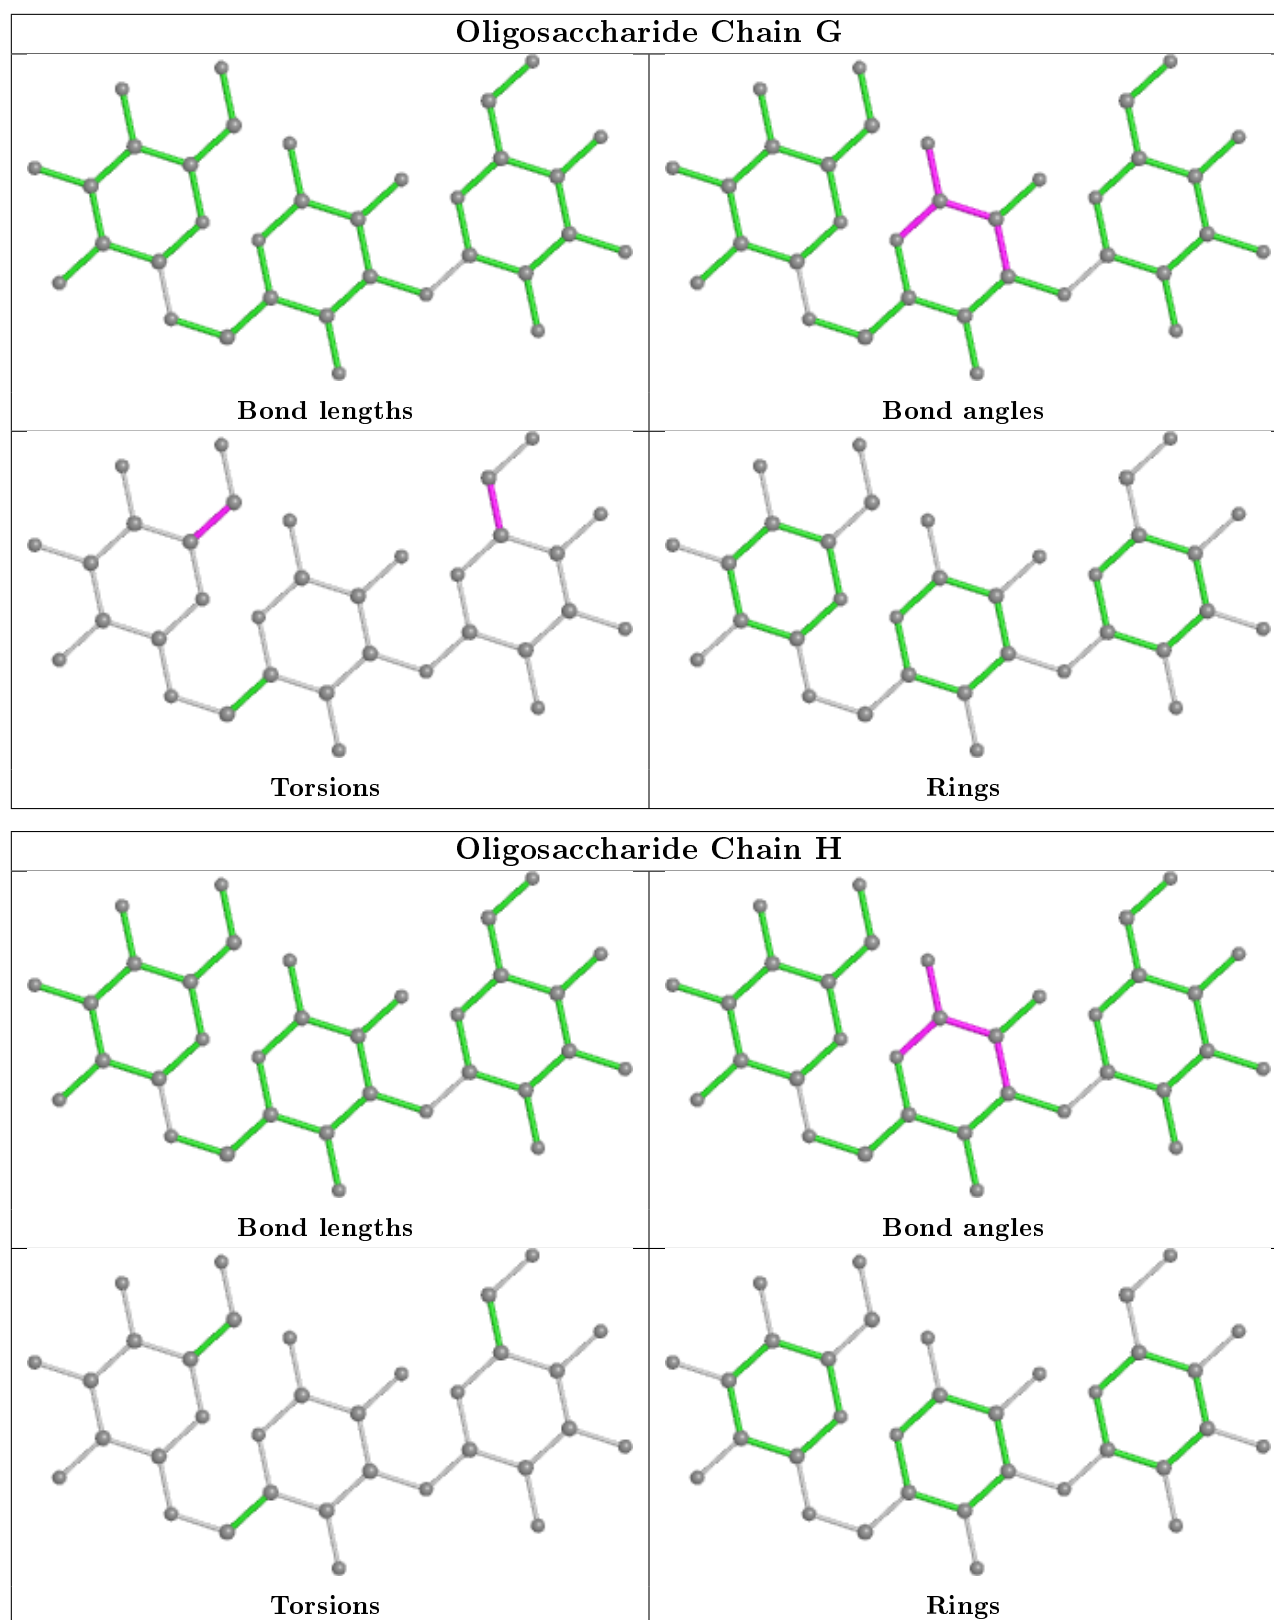 Oligosaccharide Chain G
Bond lengths
Bond angles
Torsions
Rings
Oligosaccharide Chain H
Bond lengths
Bond angles
Torsions
Rings